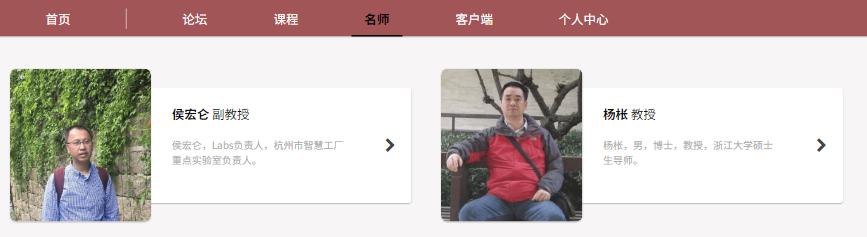 首页 论坛 课程 名师 客户端 个人中心
侯宏仑 副教授
侯宏仑，Labs负责人，杭州市智慧工厂
重点实验室负责人。
杨枨 教授
杨枨，男，博士，教授，浙江大学硕士
生导师。